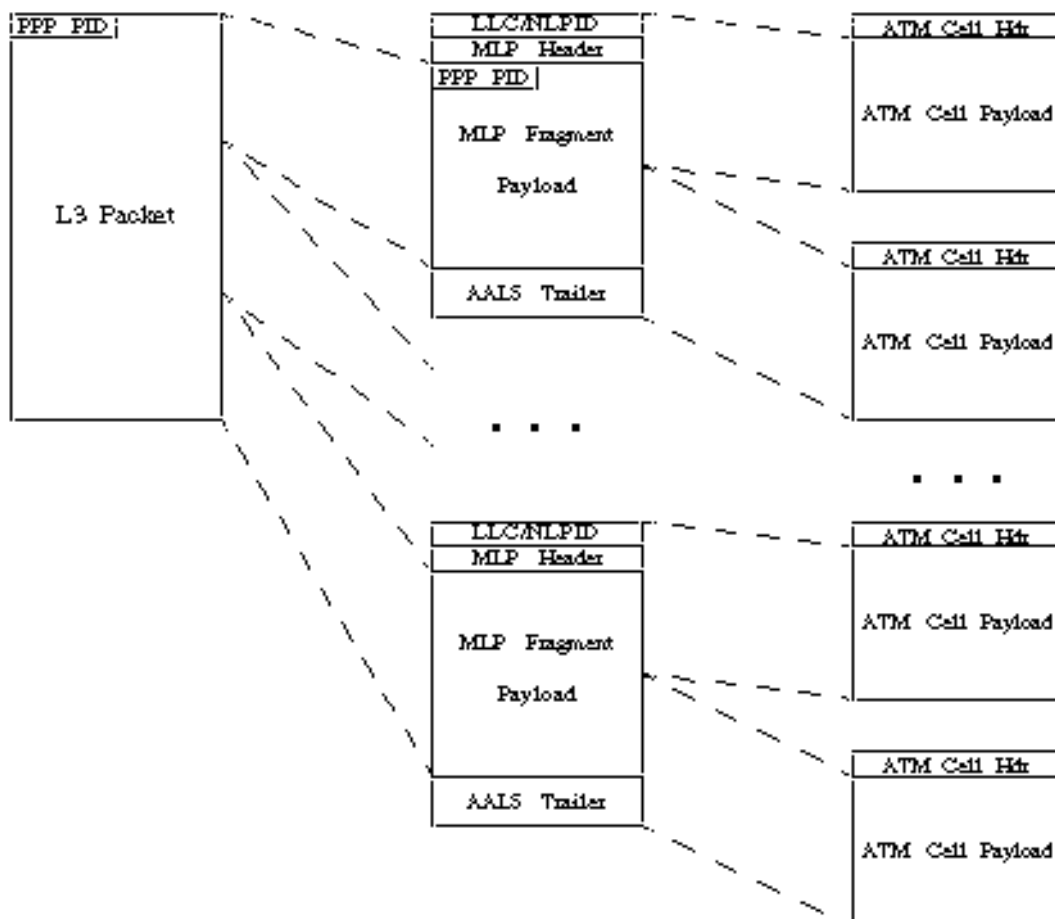 PPP PID
L3 Packet
LLC/NLPID
MLP Header
PPP PID
MLP Fragment
Payload
AAL5 Trailer
. . .
LLC/NLPID
MLP Header
MLP Fragment
Payload
AAL5 Trailer
ATM Cell Hdr
ATM Cell Payload
ATM Cell Hdr
ATM Cell Payload
. . .
ATM Cell Hdr
ATM Cell Payload
ATM Cell Hdr
ATM Cell Payload